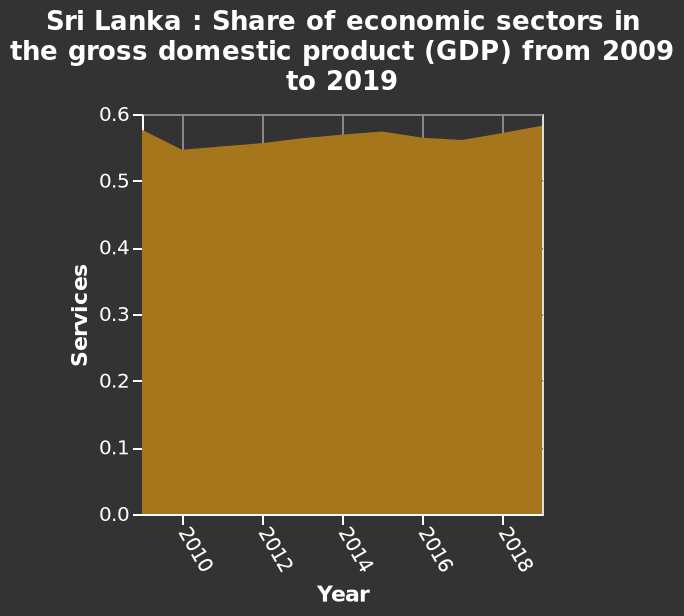 Sri Lanka : Share of economic sectors in
the gross domestic product (GDP) from 2009
to 2019
0.6
0.5
0.4
0.3
0.2
0.1
0.0
Services
2010
2012
2014
2016
2018
Year